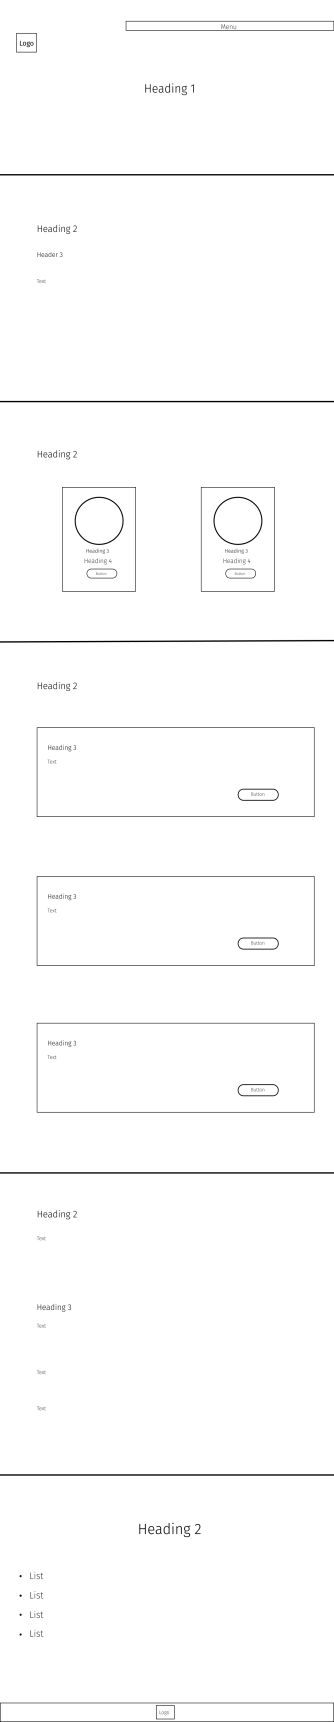 Menu
Logo
Heading 1
Heading 2
Header 3
Text
Heading 2
Heading 3
Heading 4
Button
Heading 3
Heading 4
Button
Heading 2
Heading 3
Text
Button
Heading 3
Text
Button
Heading 3
Text
Button
Heading 2
Text
Heading 3
Text
Text
Text
Heading 2
• List
• List
• List
• List
Logo